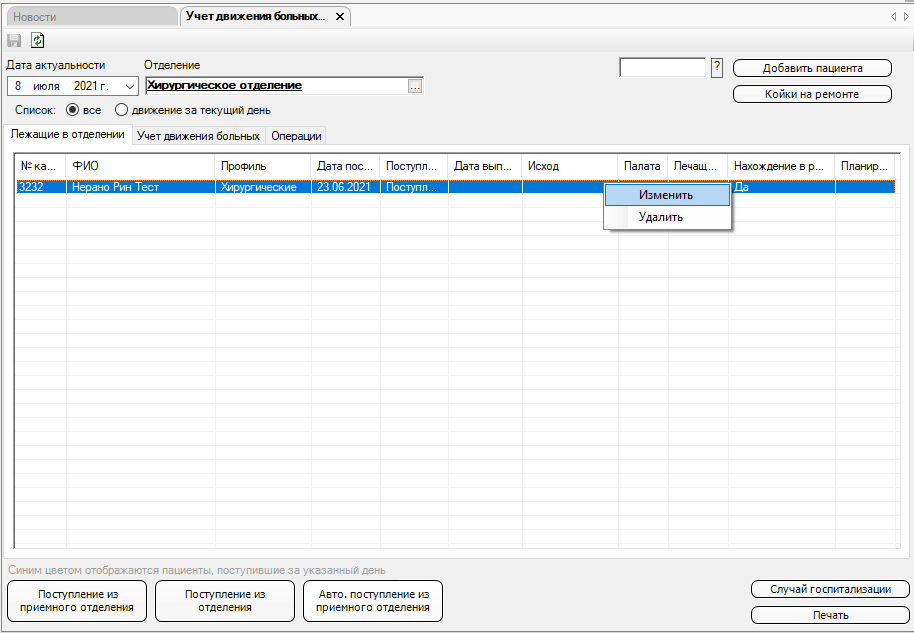 Новости
Учет движения больных...
Дата актуальности
Отделение
8 июля 2021 г.
Хирургическое отделение
...
?
Добавить пациента
Койки на ремонте
Список: все движение за текущий день
Лежащие в отделении Учет движения больных Операции
№ ка... ФИО Профиль Дата пос... Поступл... Дата вып... Исход Палата Лечащ... Нахождение в р... Планир...
3232 Нерано Рин Тест Хирургические 23.06.2021 Поступл... Да
Изменить
Удалить
Синим цветом отображаются пациенты, поступившие за указанный день
Поступление из
приемного отделения
Поступление из
отделения
Авто. поступление из
приемного отделения
Случай госпитализации
Печать